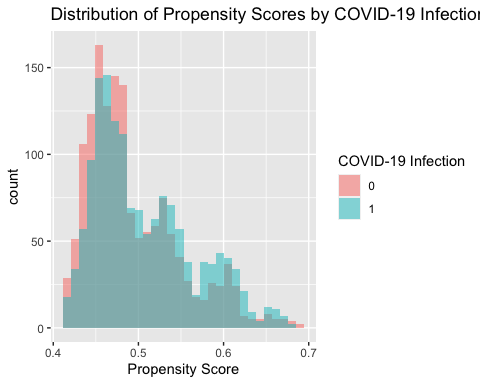 Distribution of Propensity Scores by COVID-19 Infection
150
100
50
0
count
0.4 0.5 0.6 0.7
Propensity Score
COVID-19 Infection
0
1